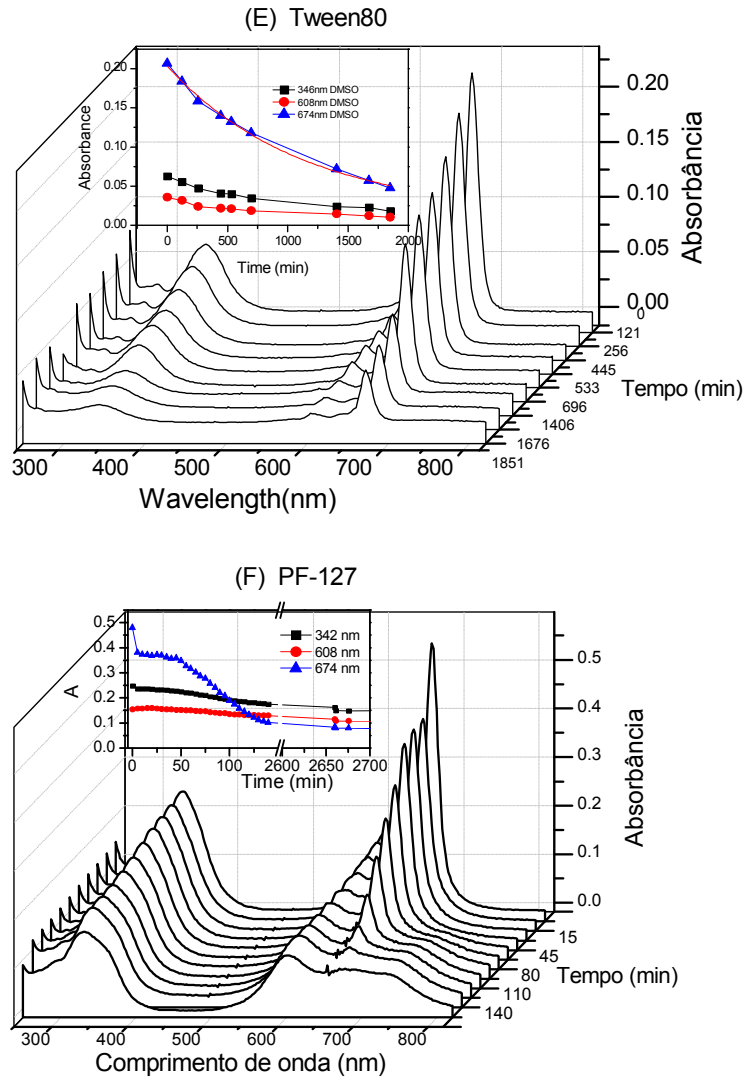 (E) Tween80
0.20
0.15
0.10
0.05
0.00
Absorbance
346nm DMSO
608nm DMSO
674nm DMSO
0 500 1000 1500 2000
Time (min)
0.20
0.15
0.10
0.05
0.00
Absorbância
0
121
256
445
533
696
1406
1676
1851
Tempo (min)
300 400 500 600 700 800
Wavelength(nm)
(F) PF-127
0.5
0.4
0.3
0.2
0.1
0.0
A
342 nm
608 nm
674 nm
0 50 100 2600 2650 2700
Time (min)
0.5
0.4
0.3
0.2
0.1
0.0
Absorbância
15
45
80
110
140
Tempo (min)
300 400 500 600 700 800
Comprimento de onda (nm)